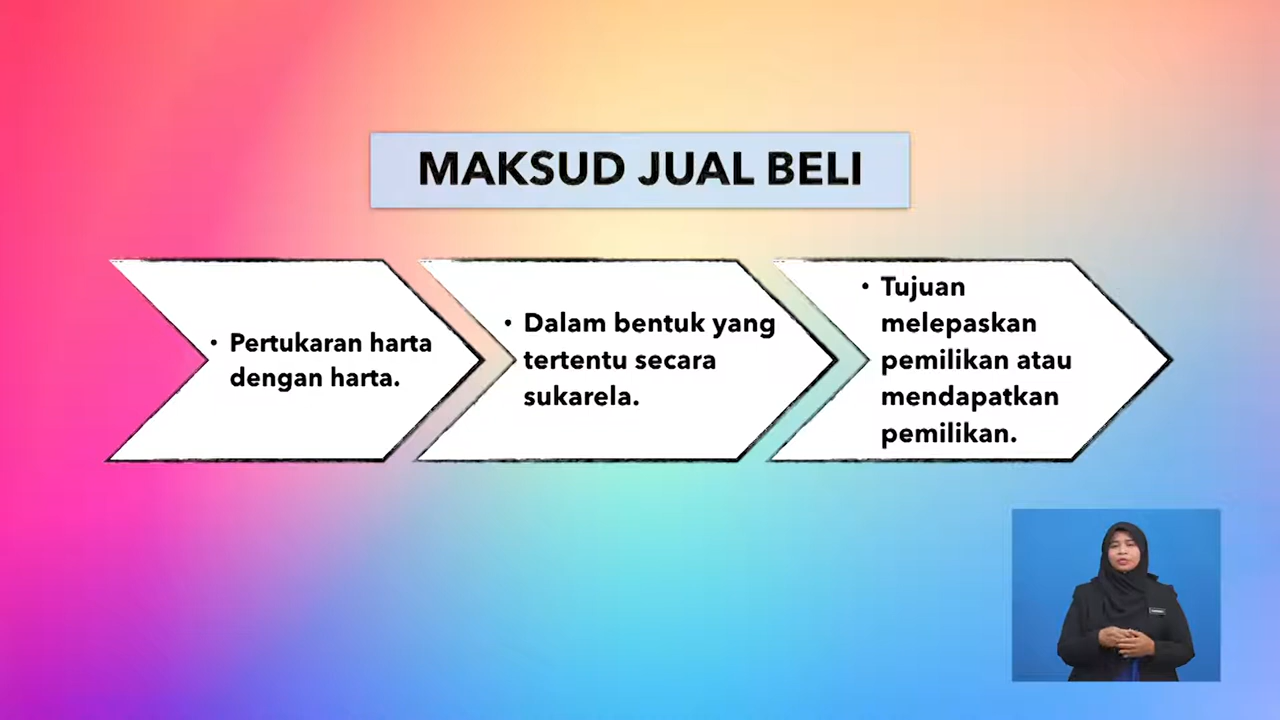 MAKSUD JUAL BELI
• Pertukaran harta
dengan harta.
• Dalam bentuk yang
tertentu secara
sukarela.
• Tujuan
melepaskan
pemilikan atau
mendapatkan
pemilikan.